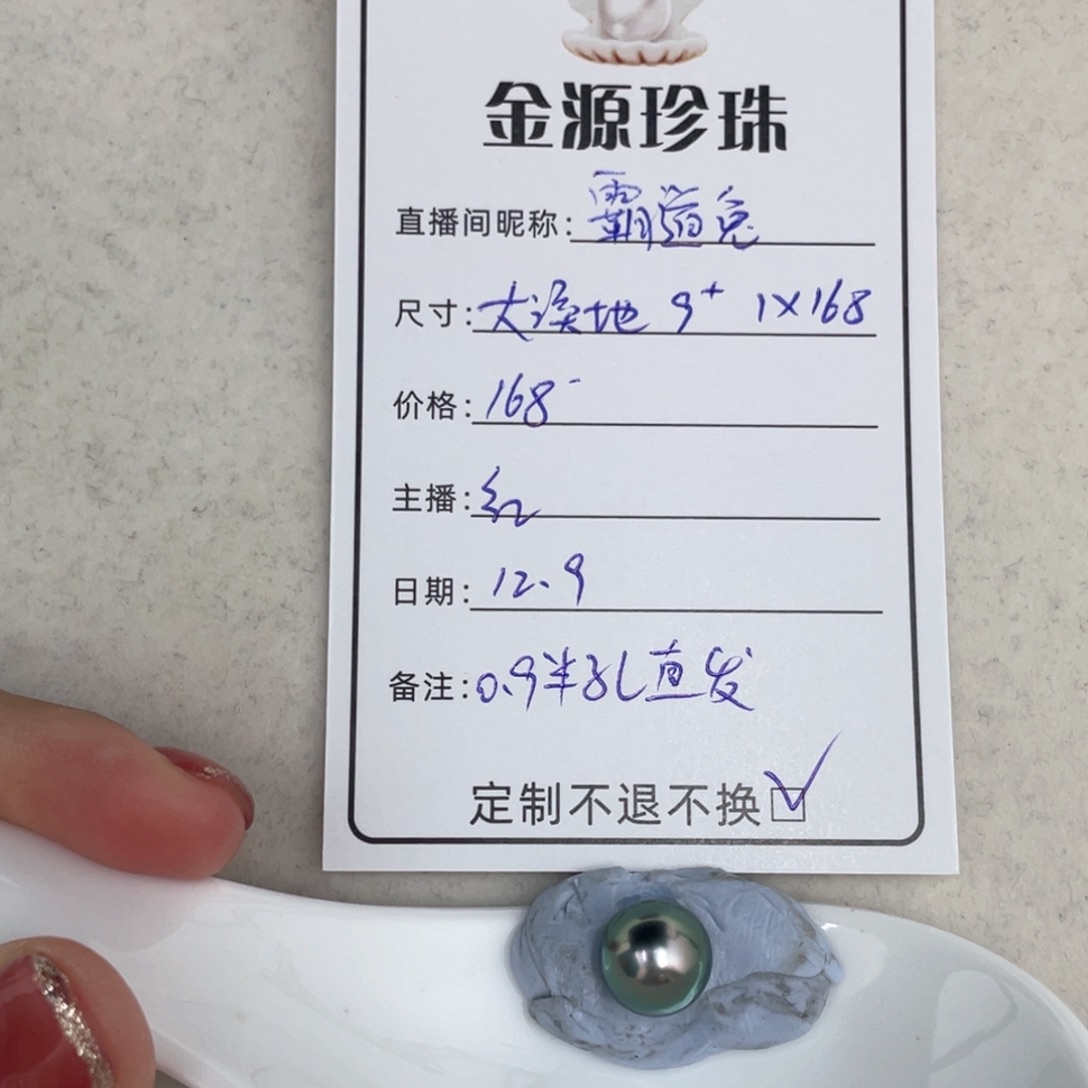 金源珍珠
直播间昵称：霸道兔
尺寸：大溪地 9⁺ 1×168
价格：168-
主播：红
日期：12.9
备注：0.9半孔直发
定制不退不换☑